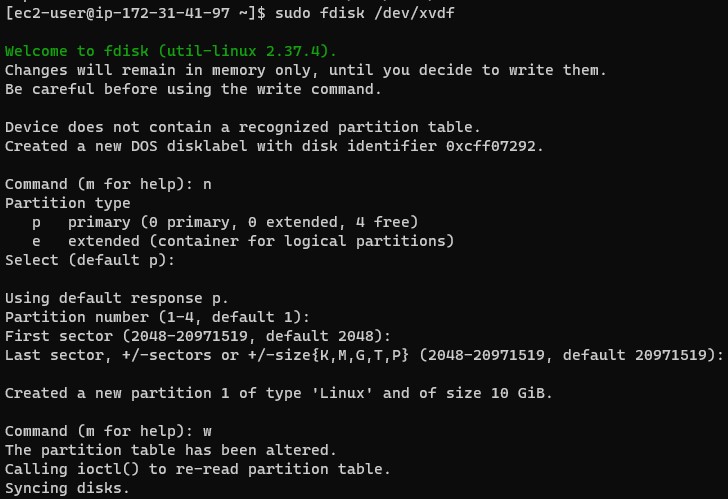 [ec2-user@ip-172-31-41-97 ~]$ sudo fdisk /dev/xvdf
Welcome to fdisk (util-linux 2.37.4).
Changes will remain in memory only, until you decide to write them.
Be careful before using the write command.
Device does not contain a recognized partition table.
Created a new DOS disklabel with disk identifier 0xcff07292.
Command (m for help): n
Partition type
   p   primary (0 primary, 0 extended, 4 free)
   e   extended (container for logical partitions)
Select (default p):
Using default response p.
Partition number (1-4, default 1):
First sector (2048-20971519, default 2048):
Last sector, +/-sectors or +/-size{K,M,G,T,P} (2048-20971519, default 20971519):
Created a new partition 1 of type 'Linux' and of size 10 GiB.
Command (m for help): w
The partition table has been altered.
Calling ioctl() to re-read partition table.
Syncing disks.